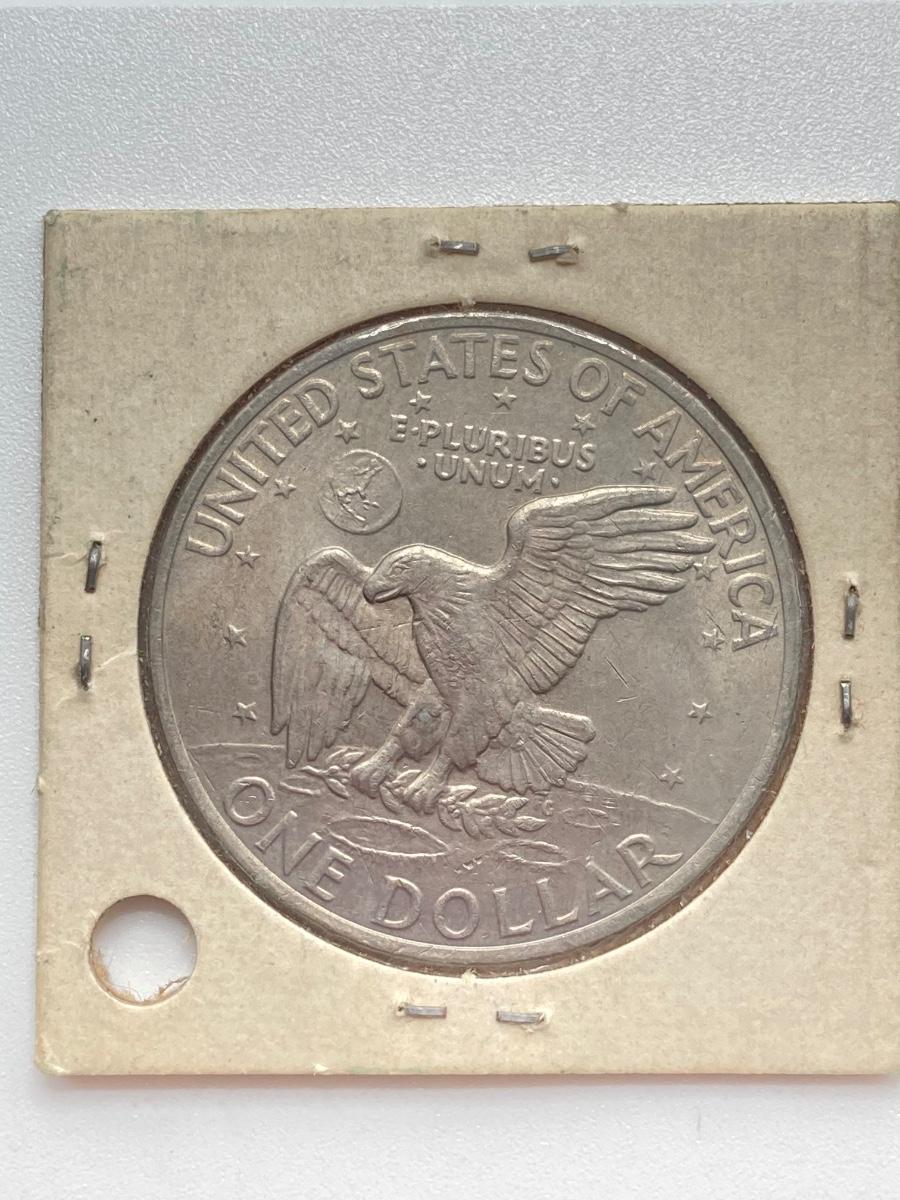 UNITED STATES OF AMERICA
E·PLURIBUS
·UNUM·
ONE DOLLAR